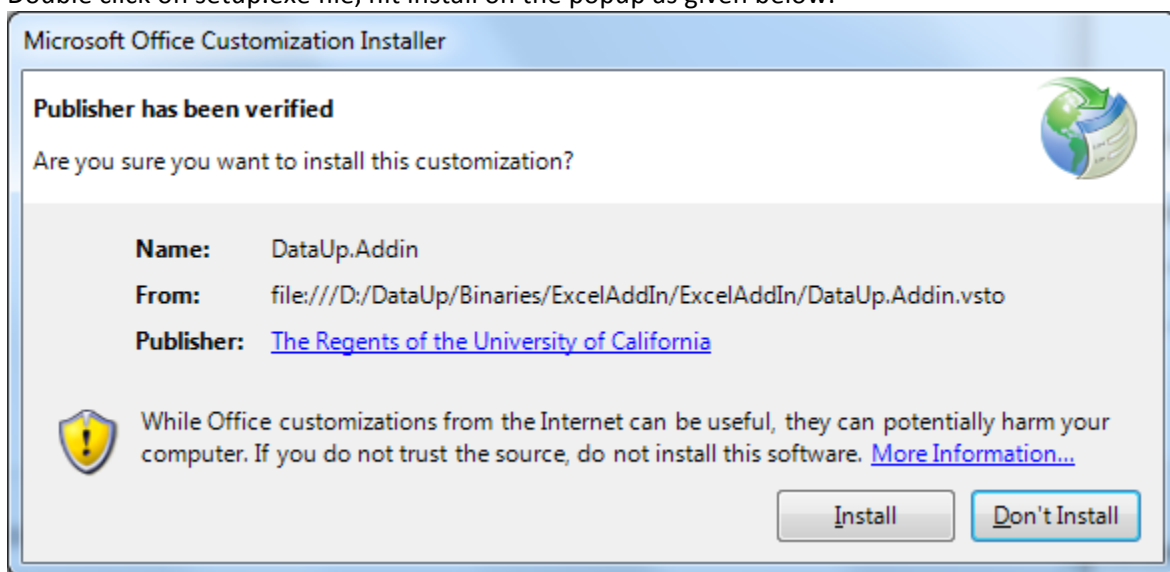 Double click on setup.exe file, hit install on the popup as given below:
Microsoft Office Customization Installer
Publisher has been verified
Are you sure you want to install this customization?
Name: DataUp.Addin
From: file:///D:/DataUp/Binaries/ExcelAddIn/ExcelAddIn/DataUp.Addin.vsto
Publisher: The Regents of the University of California
While Office customizations from the Internet can be useful, they can potentially harm your
computer. If you do not trust the source, do not install this software. More Information...
Install Don't Install